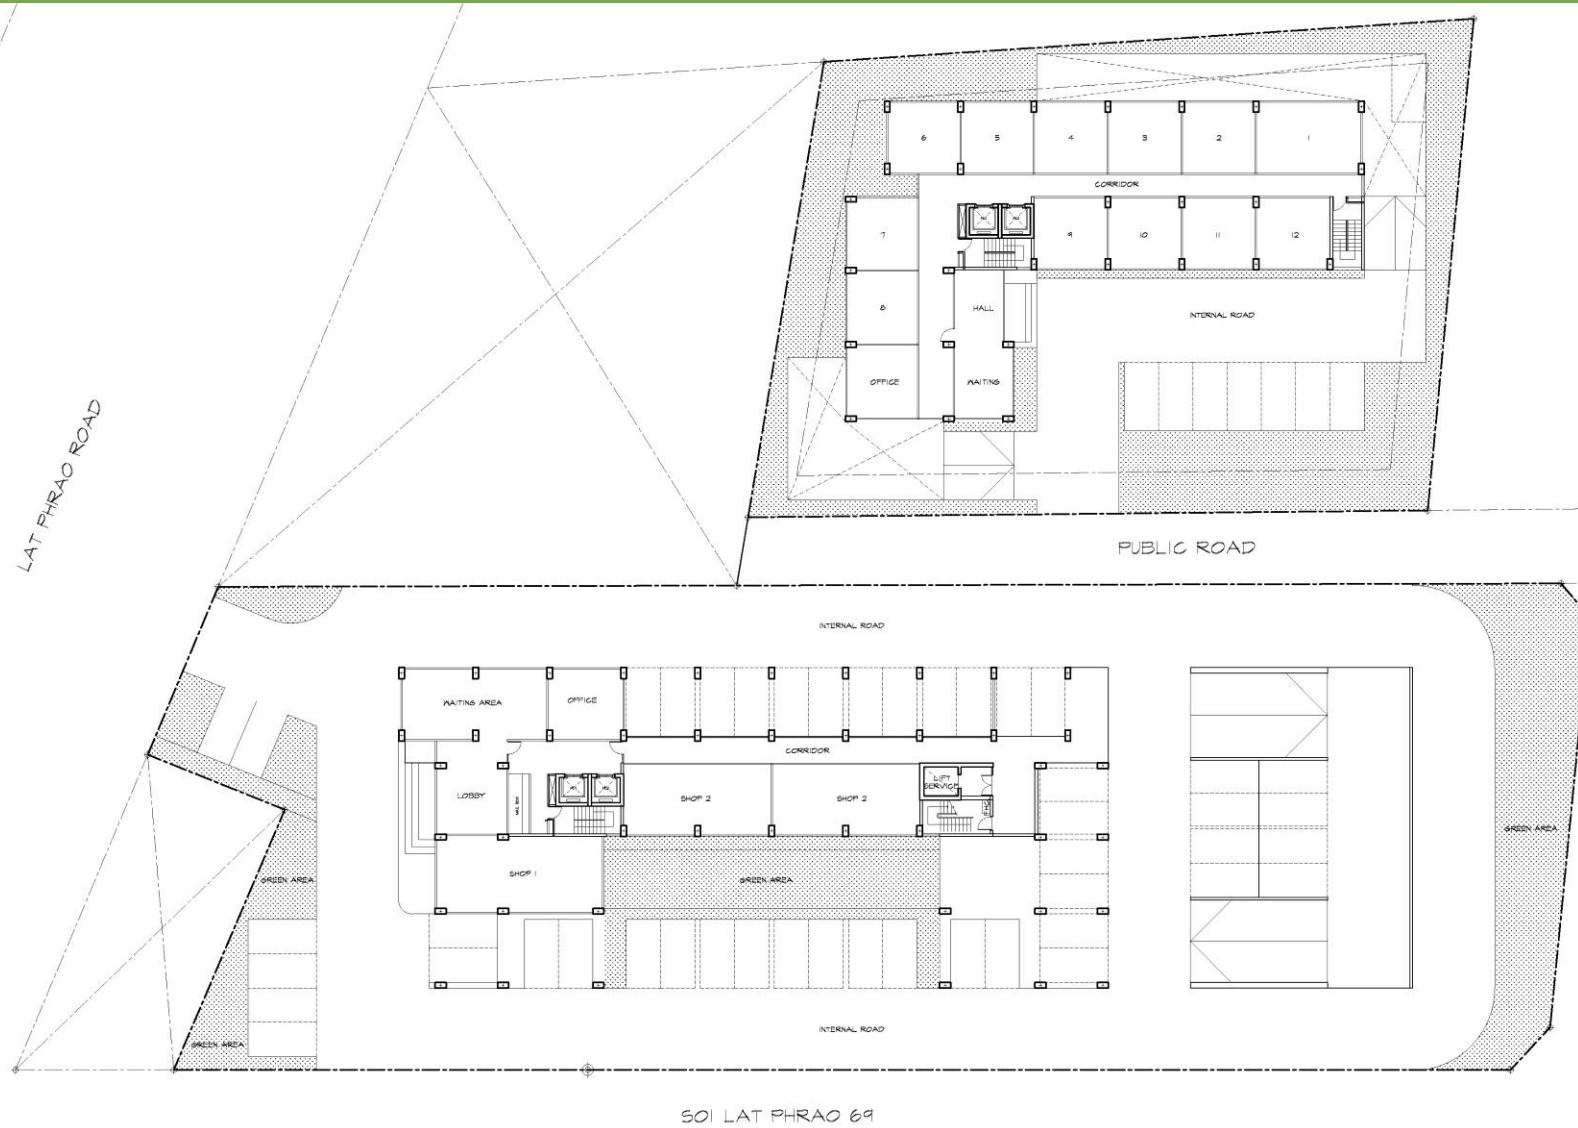 6
5
4
3
2
1
CORRIDOR
7
9
10
11
12
8
HALL
INTERNAL ROAD
OFFICE
WAITING
LAT PHRAO ROAD
PUBLIC ROAD
INTERNAL ROAD
WAITING AREA
OFFICE
CORRIDOR
LOBBY
SHOP 2
SHOP 2
LIFT
SERVICE
GREEN AREA
SHOP 1
GREEN AREA
GREEN AREA
INTERNAL ROAD
GREEN AREA
SOI LAT PHRAO 69